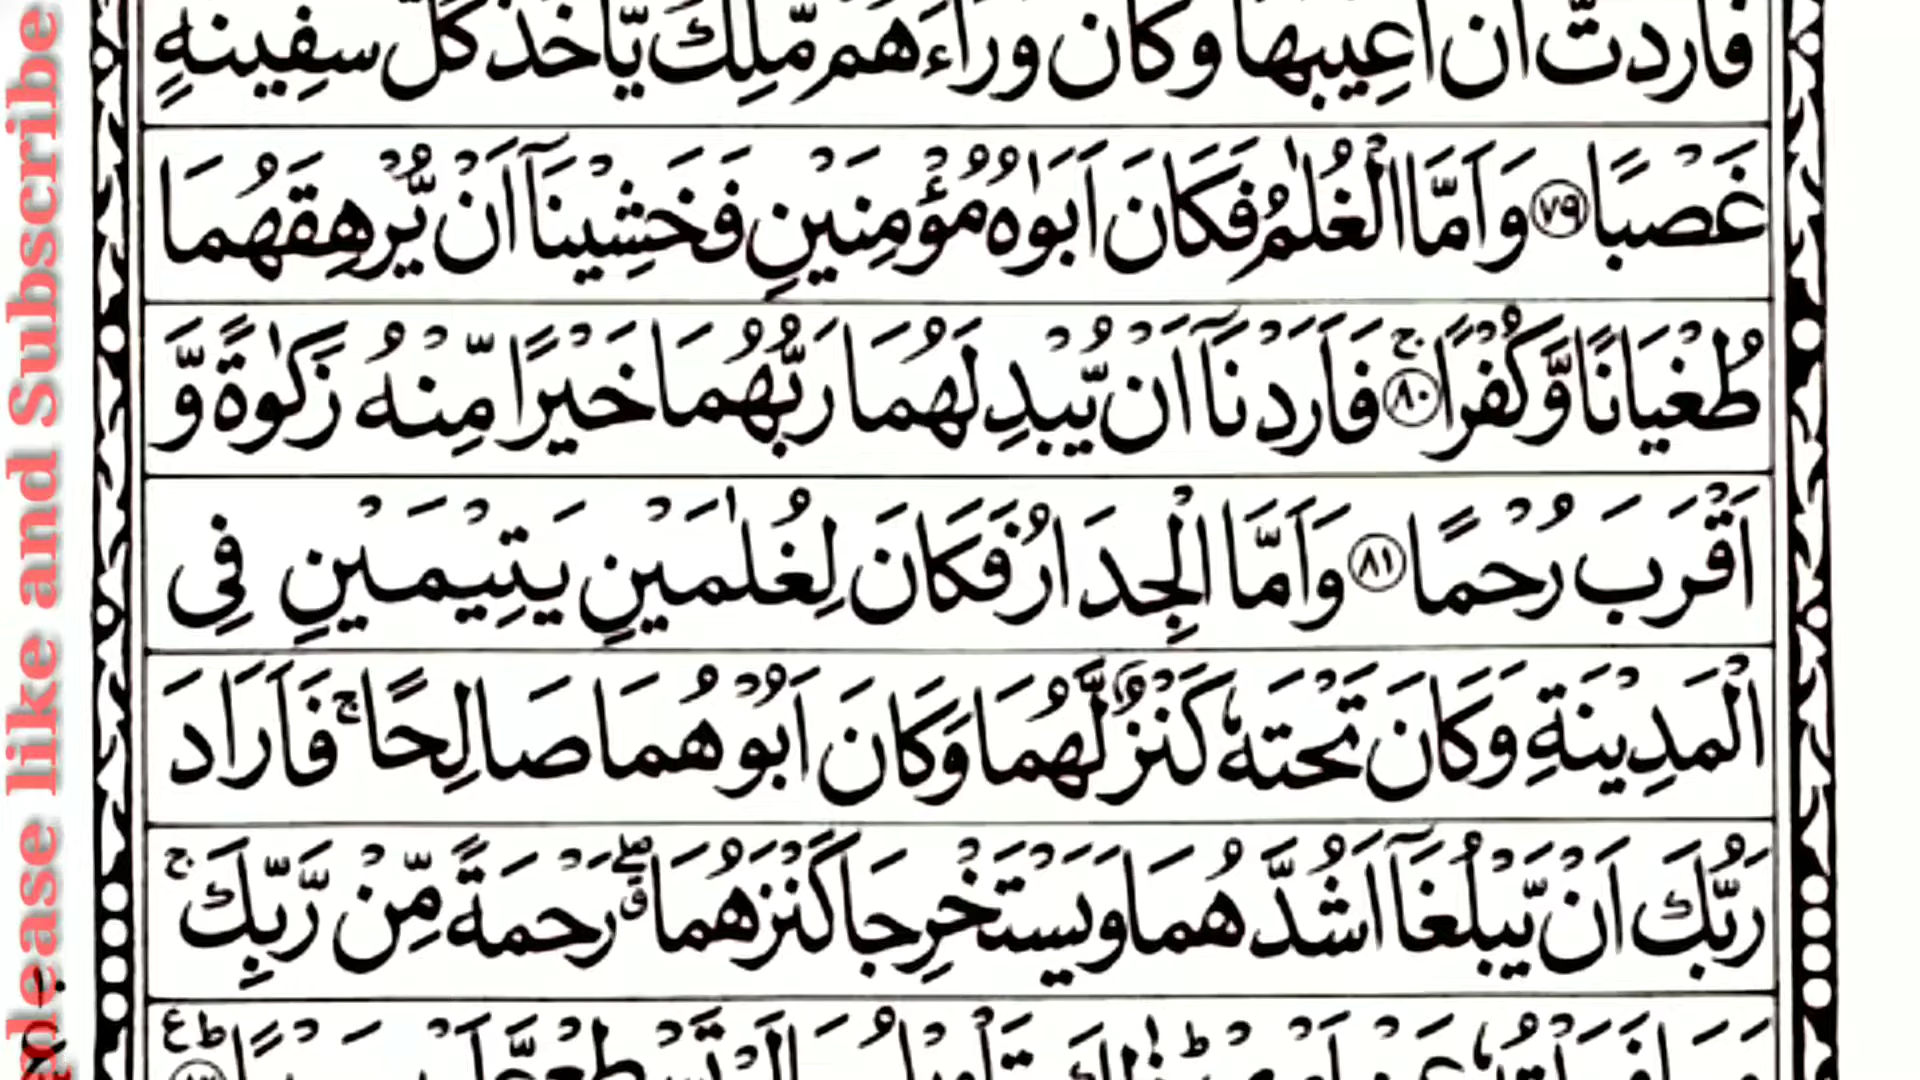 فَاَرَدْتُّ اَنْ اَعِيْبَهَا وَكَانَ وَرَآءَهُمْ مَّلِكٌ يَّاْخُذُ كُلَّ سَفِيْنَةٍ
غَصْبًا ﴿٧٩﴾ وَاَمَّا الْغُلٰمُ فَكَانَ اَبَوٰهُ مُؤْمِنَيْنِ فَخَشِيْنَآ اَنْ يُّرْهِقَهُمَا
طُغْيَانًا وَّكُفْرًا ۚ﴿٨٠﴾ فَاَرَدْنَآ اَنْ يُّبْدِلَهُمَا رَبُّهُمَا خَيْرًا مِّنْهُ زَكٰوةً وَّ
اَقْرَبَ رُحْمًا ﴿٨١﴾ وَاَمَّا الْجِدَارُ فَكَانَ لِغُلٰمَيْنِ يَتِيْمَيْنِ فِى
الْمَدِيْنَةِ وَكَانَ تَحْتَهٗ كَنْزٌ لَّهُمَا وَكَانَ اَبُوْهُمَا صَالِحًا ۚ فَاَرَادَ
رَبُّكَ اَنْ يَّبْلُغَآ اَشُدَّهُمَا وَيَسْتَخْرِجَا كَنْزَهُمَا ۖۗ رَحْمَةً مِّنْ رَّبِّكَ ۚ
please like and Subscribe